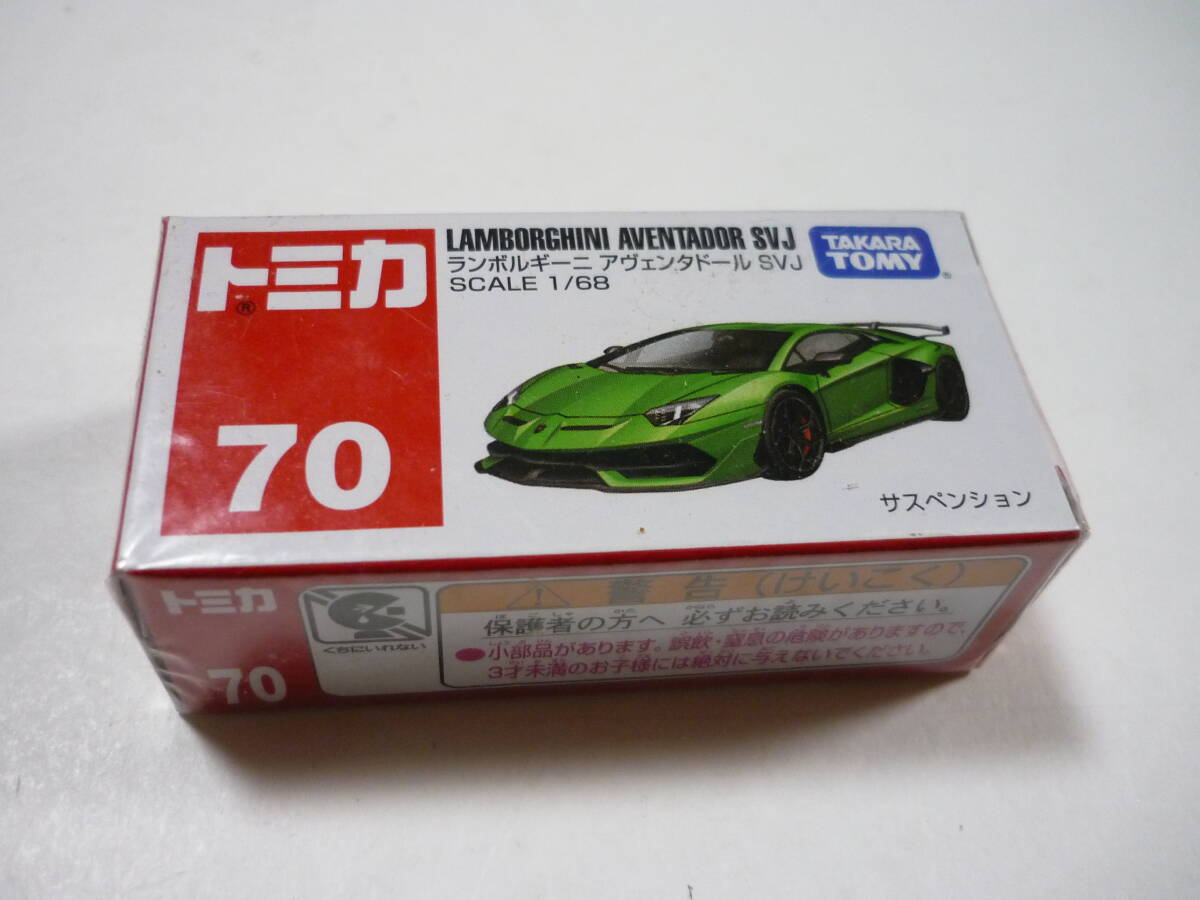 トミカ
®
70
LAMBORGHINI AVENTADOR SVJ
ランボルギーニ アヴェンタドール SVJ
SCALE 1/68
TAKARA
TOMY
®
サスペンション
トミカ
70
くちにいれない
警告(けいこく)
保護者の方へ 必ずお読みください。
●小部品があります。誤飲・窒息の危険がありますので、
3才未満のお子様には絶対に与えないでください。